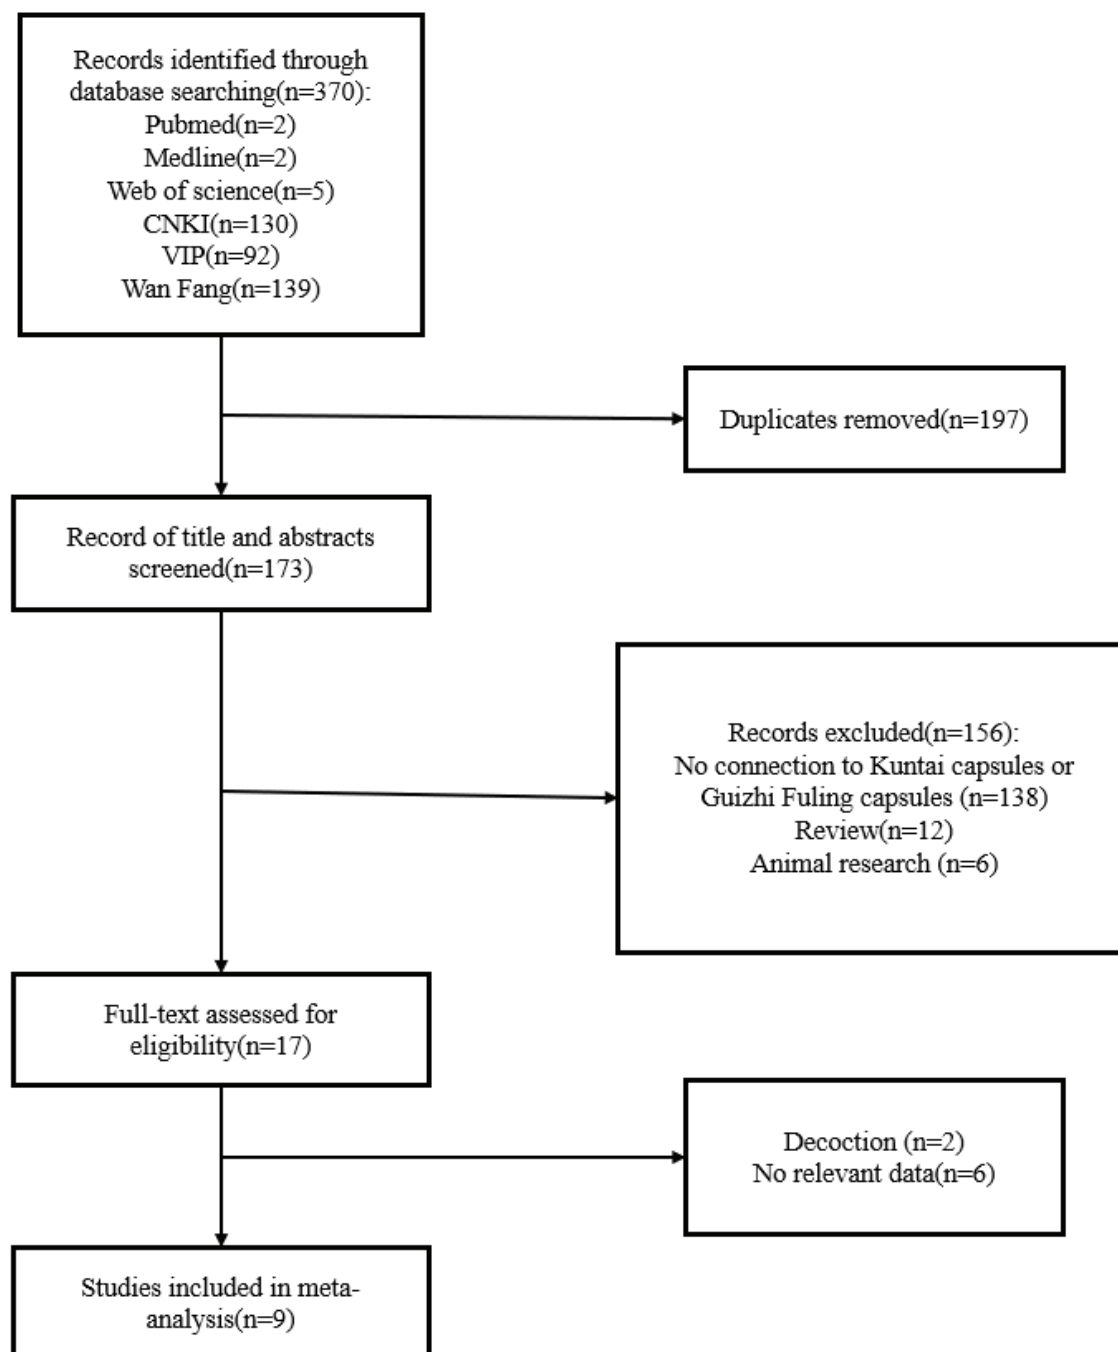 Records identified through
database searching(n=370):
Pubmed(n=2)
Medline(n=2)
Web of science(n=5)
CNKI(n=130)
VIP(n=92)
Wan Fang(n=139)
Duplicates removed(n=197)
Record of title and abstracts
screened(n=173)
Records excluded(n=156):
No connection to Kuntai capsules or
Guizhi Fuling capsules (n=138)
Review(n=12)
Animal research (n=6)
Full-text assessed for
eligibility(n=17)
Decoction (n=2)
No relevant data(n=6)
Studies included in meta-
analysis(n=9)